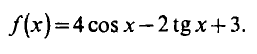 f(x)=4 cos x−2 tg x+3.